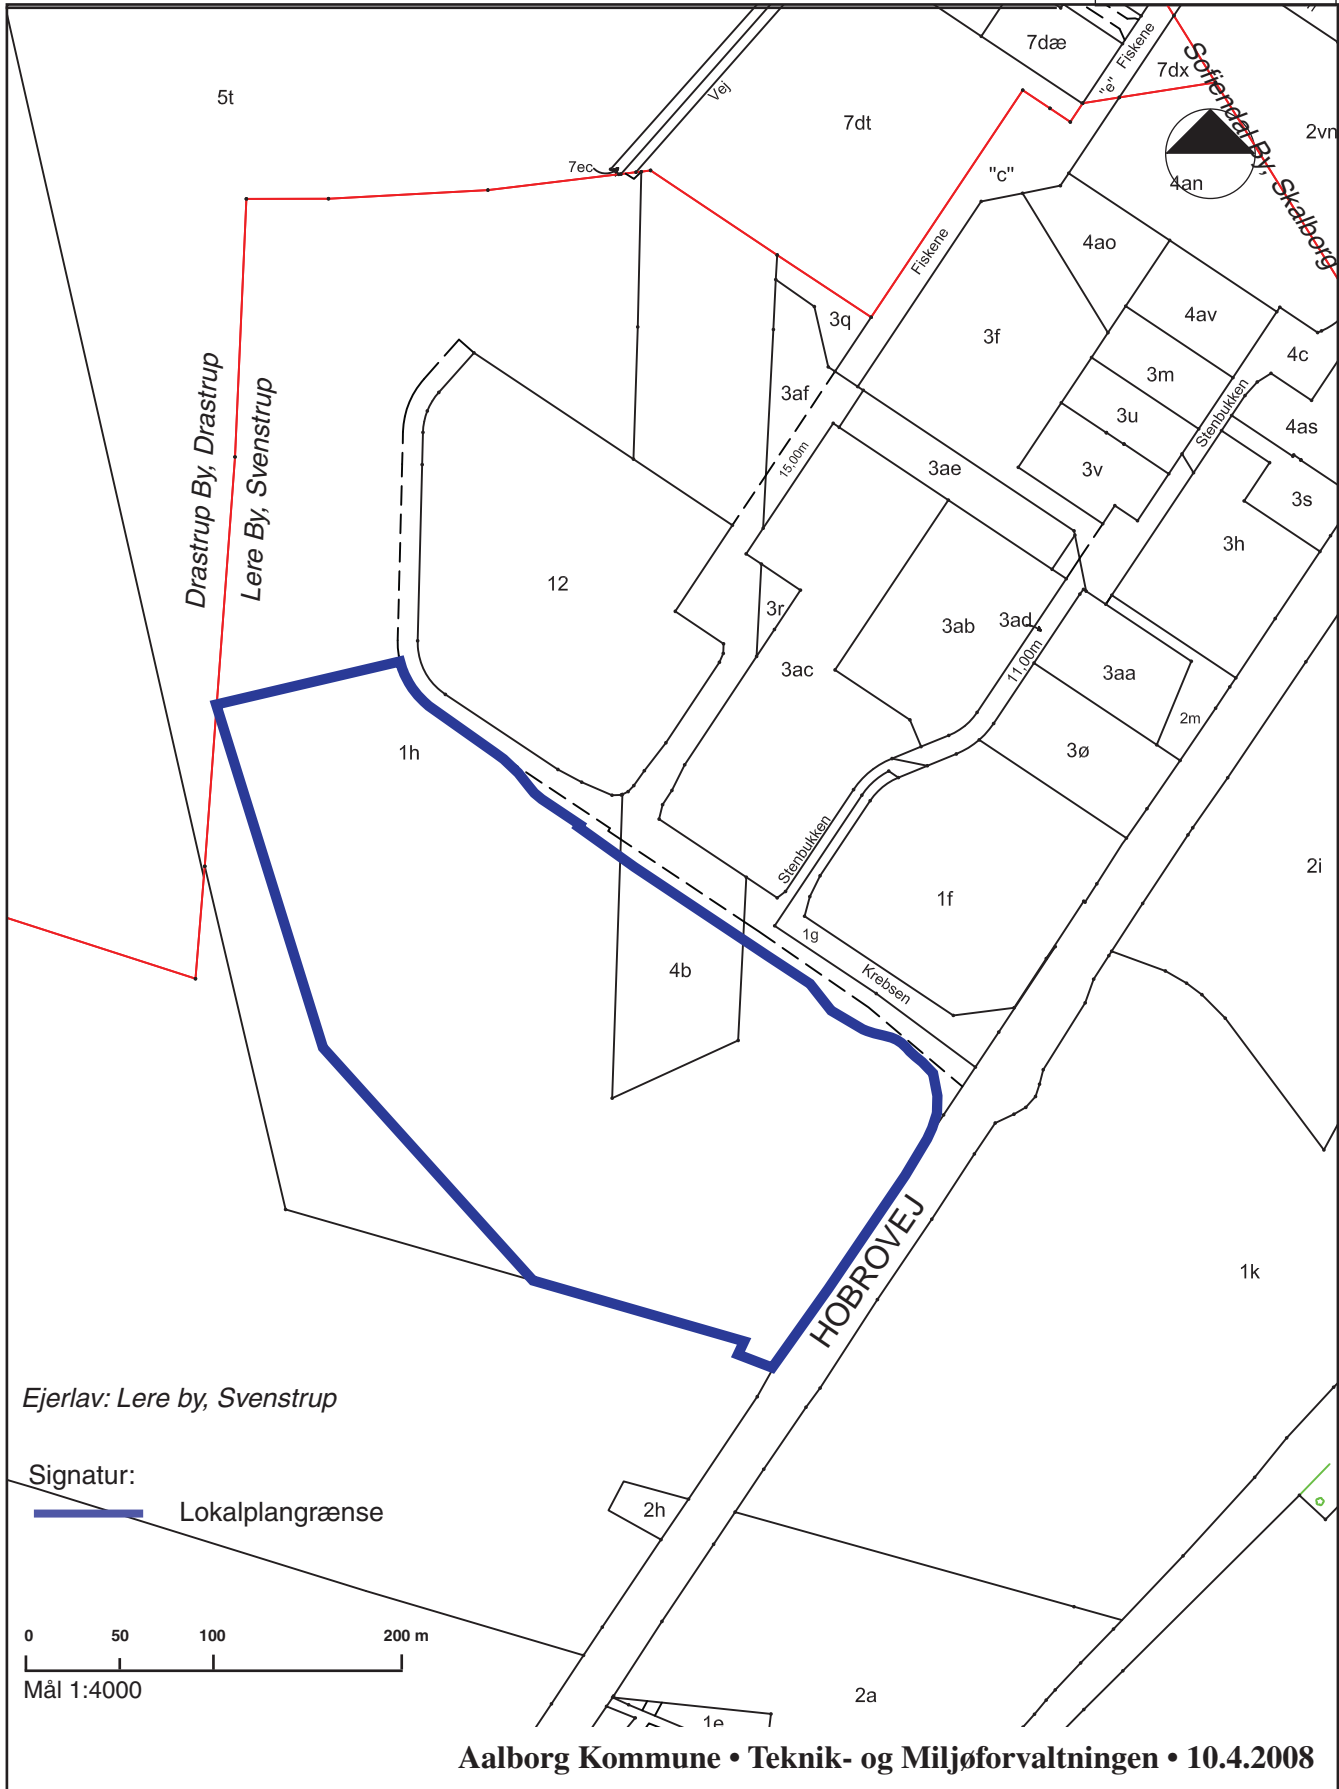 7dæ
"e" Fiskene
7dx
Sofiendal By, Skalborg
5t
Vej
7dt
2vn
7ec
"c"
4an
Fiskene
4ao
3q
4av
3f
4c
3m
Drastrup By, Drastrup
Lere By, Svenstrup
3af
Stenbukken
3u
4as
15,00m
3ae
3v
3s
3h
12
3r
3ab
3ad
11,00m
3ac
3aa
2m
1h
3ø
Stenbukken
2i
1f
1g
4b
Krebsen
HOBROVEJ
1k
Ejerlav: Lere by, Svenstrup
Signatur:
Lokalplangrænse
2h
0 50 100 200 m
Mål 1:4000
2a
1e
Aalborg Kommune • Teknik- og Miljøforvaltningen • 10.4.2008